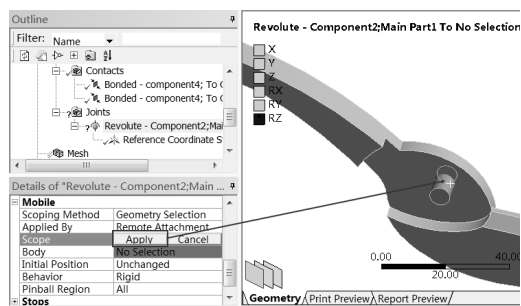 Outline
Filter: Name
Contacts
Bonded - component4; To C
Bonded - component4; To C
Joints
Revolute - Component2;Mai
Reference Coordinate S
Mesh
Details of "Revolute - Component2;Main ...
Mobile
Scoping Method Geometry Selection
Applied By Remote Attachment
Scope Apply Cancel
Body No Selection
Initial Position Unchanged
Behavior Rigid
Pinball Region All
Stops
Revolute - Component2;Main Part1 To No Selection
X
Y
Z
RX
RY
RZ
0.00 40.00
20.00
Geometry Print Preview Report Preview